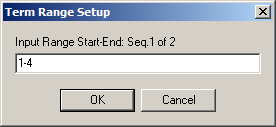 Term Range Setup
Input Range Start-End: Seq.1 of 2
1-4
OK Cancel